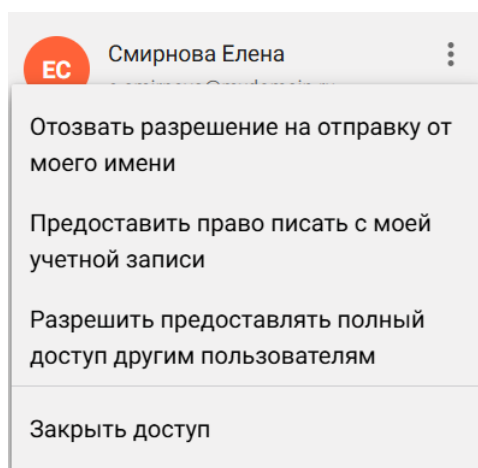 ЕС
Смирнова Елена
Отозвать разрешение на отправку от
моего имени
Предоставить право писать с моей
учетной записи
Разрешить предоставлять полный
доступ другим пользователям
Закрыть доступ